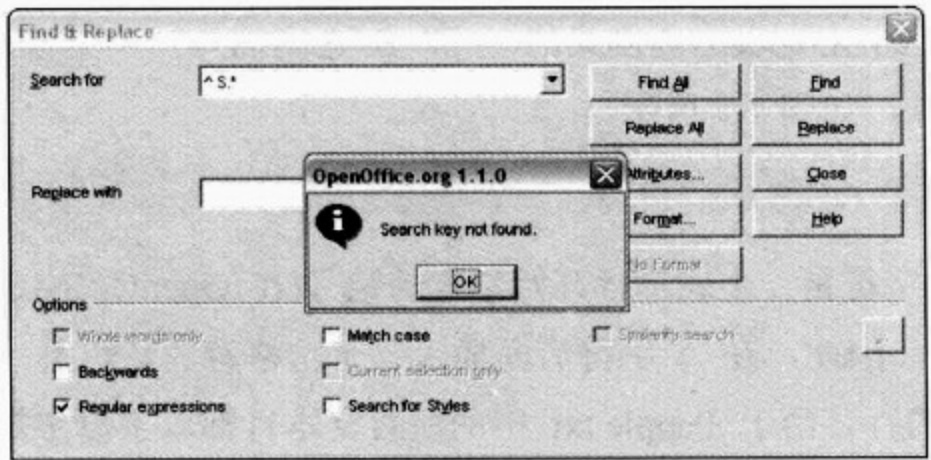 Find & Replace
Search for
^ S.*
Find All
Find
Replace All
Replace
Replace with
OpenOffice.org 1.1.0
Attributes...
Close
Search key not found.
Format...
Help
OK
No Format
Options
Whole words only
Match case
Similarity search
...
Backwards
Current selection only
Regular expressions
Search for Styles